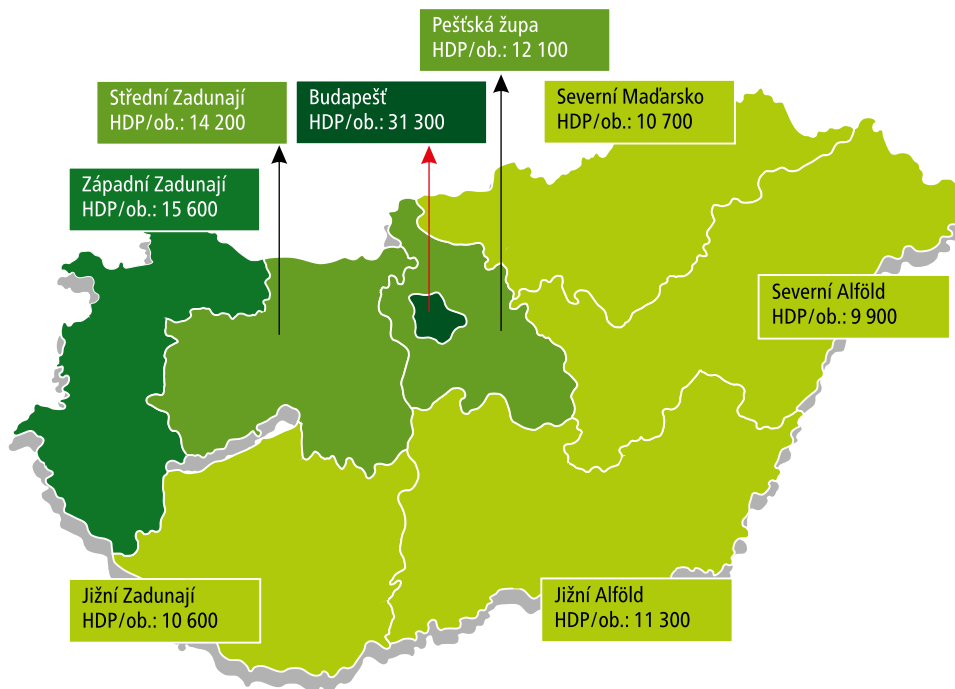 Pešťská župa
HDP/ob.: 12 100
Střední Zadunají
HDP/ob.: 14 200
Budapešť
HDP/ob.: 31 300
Severní Maďarsko
HDP/ob.: 10 700
Západní Zadunají
HDP/ob.: 15 600
Severní Alföld
HDP/ob.: 9 900
Jižní Zadunají
HDP/ob.: 10 600
Jižní Alföld
HDP/ob.: 11 300